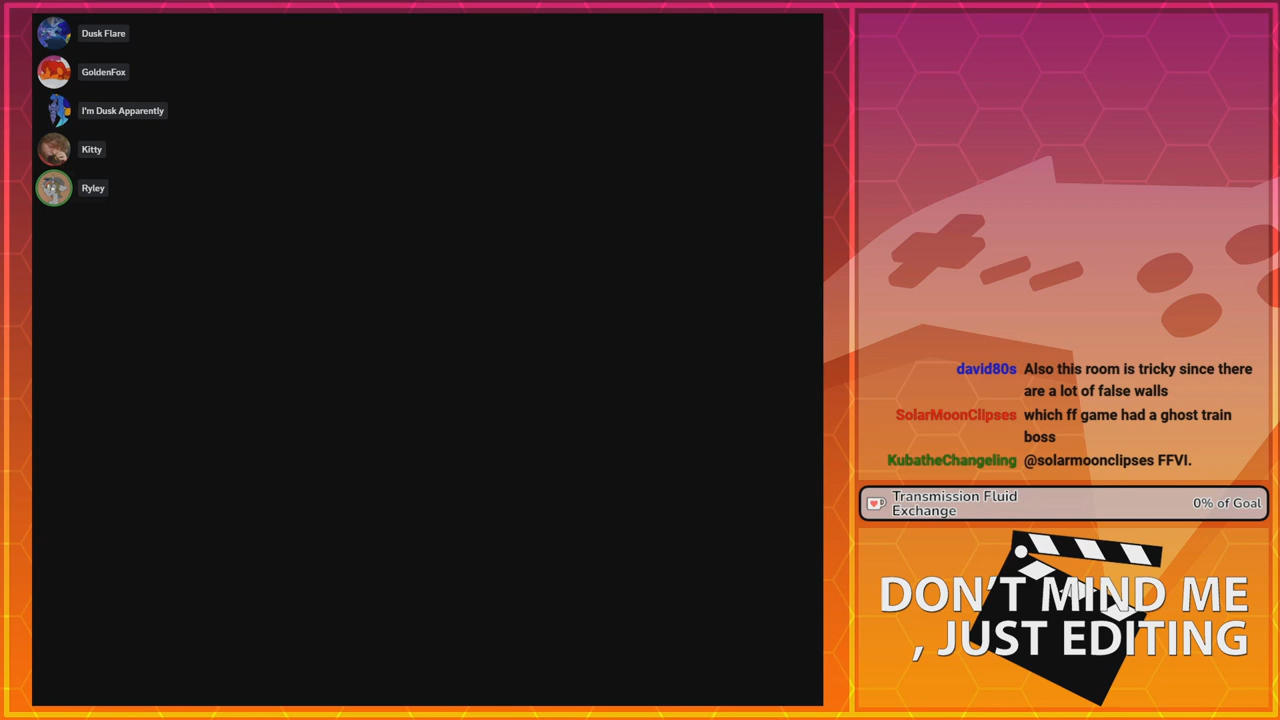 Dusk Flare
GoldenFox
I'm Dusk Apparently
Kitty
Ryley
david80s Also this room is tricky since there
are a lot of false walls
SolarMoonClipses which ff game had a ghost train
boss
KubatheChangeling @solarmoonclipses FFVI.
Transmission Fluid
Exchange
0% of Goal
DON'T MIND ME
, JUST EDITING